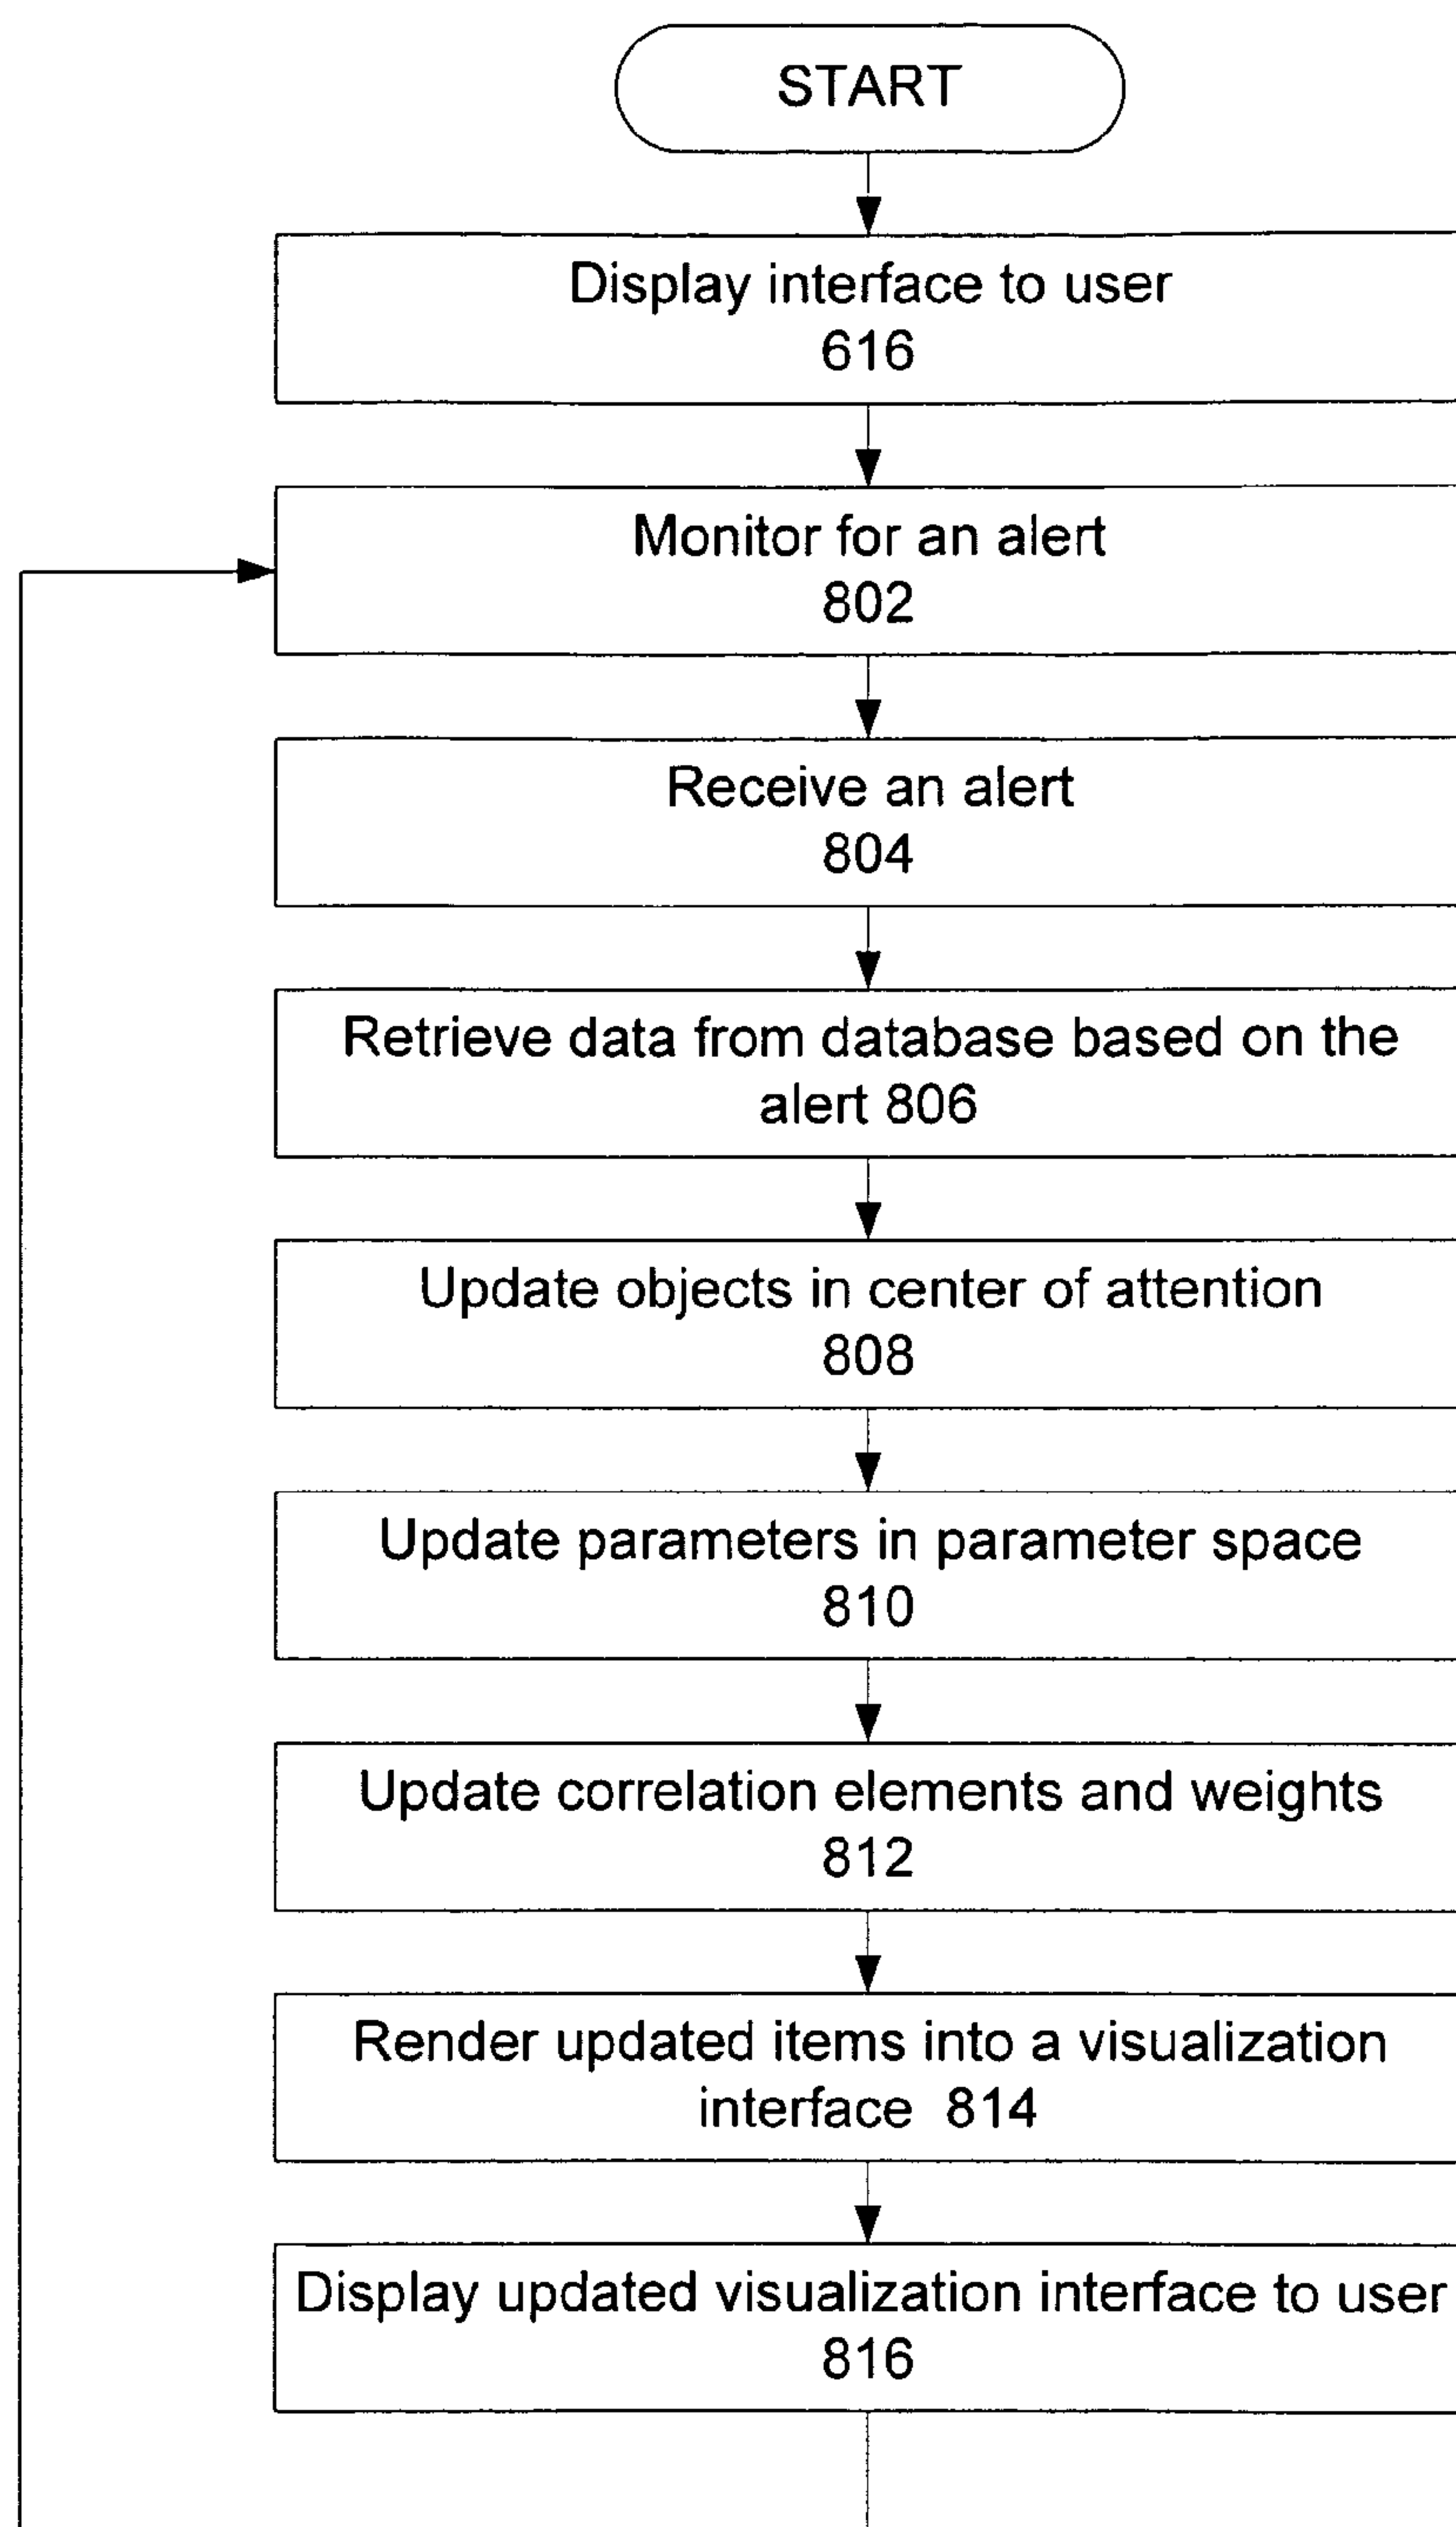 START
Display interface to user
616
Monitor for an alert
802
Receive an alert
804
Retrieve data from database based on the
alert 806
Update objects in center of attention
808
Update parameters in parameter space
810
Update correlation elements and weights
812
Render updated items into a visualization
interface 814
Display updated visualization interface to user
816